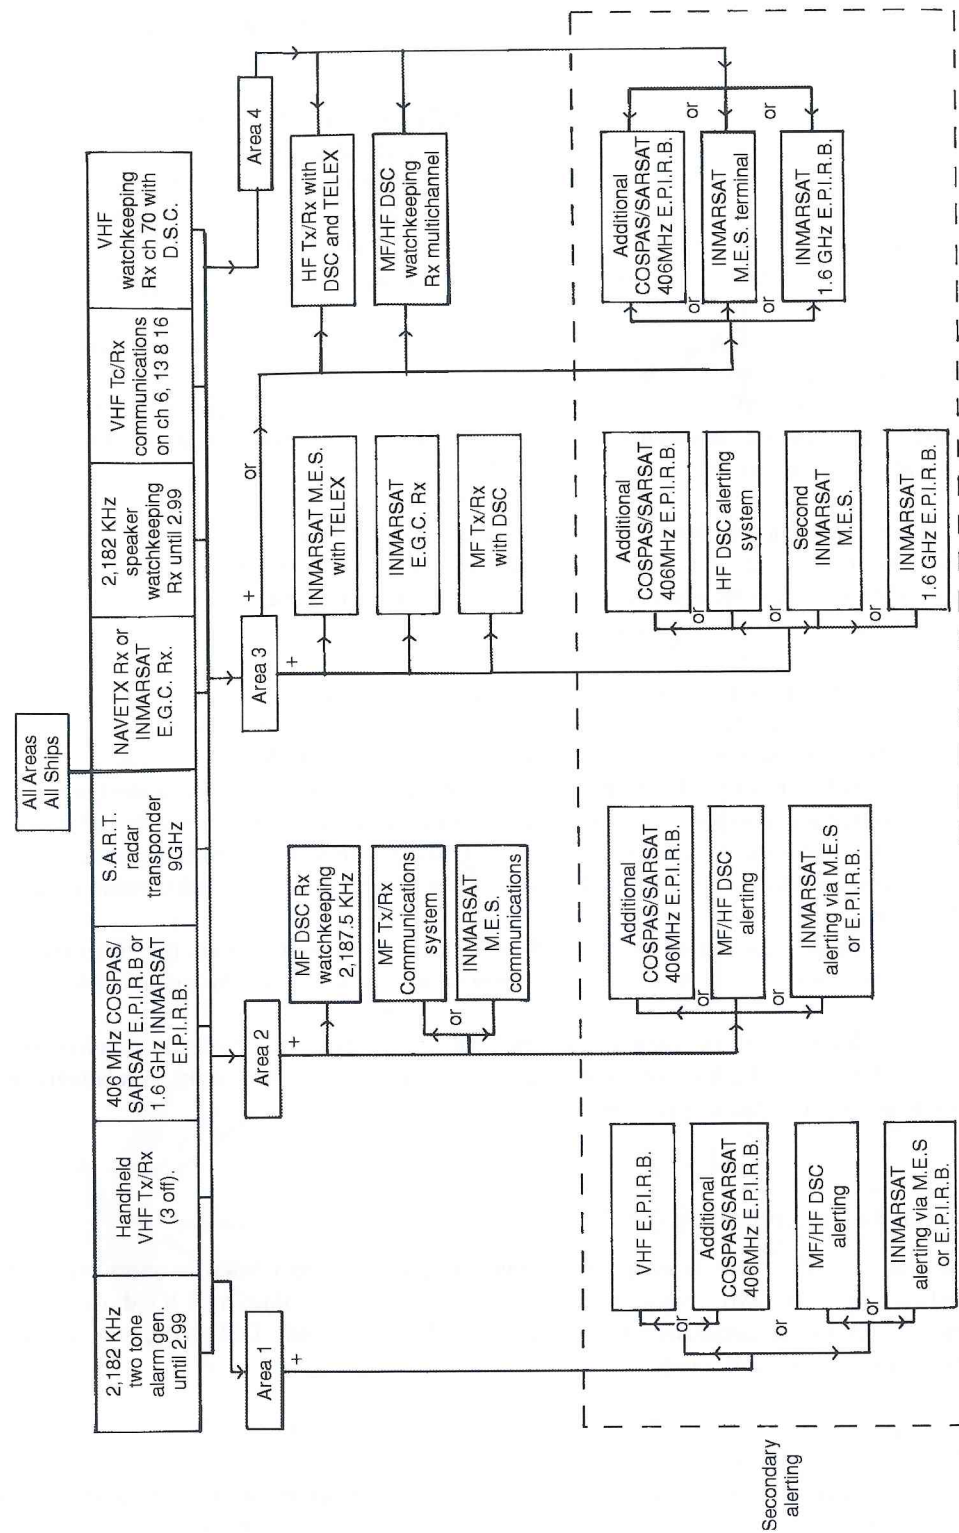 All Areas
All Ships
2,182 KHz
two tone
alarm gen.
until 2.99
Handheld
VHF Tx/Rx
(3 off).
406 MHz COSPAS/
SARSAT E.P.I.R.B or
1.6 GHz INMARSAT
E.P.I.R.B.
S.A.R.T.
radar
transponder
9GHz
NAVETX Rx or
INMARSAT
E.G.C. Rx.
2,182 KHz
speaker
watchkeeping
Rx until 2.99
VHF Tc/Rx
communications
on ch 6, 13 8 16
VHF
watchkeeping
Rx ch 70 with
D.S.C.
Area 1
+
Area 2
+
MF DSC Rx
watchkeeping
2,187.5 KHz
MF Tx/Rx
Communications
system
or
INMARSAT
M.E.S.
communications
Area 3
+
+
or
INMARSAT M.E.S.
with TELEX
INMARSAT
E.G.C. Rx
MF Tx/Rx
with DSC
Area 4
HF Tx/Rx with
DSC and TELEX
MF/HF DSC
watchkeeping
Rx multichannel
Secondary
alerting
VHF E.P.I.R.B.
or
Additional
COSPAS/SARSAT
406MHz E.P.I.R.B.
or
MF/HF DSC
alerting
or
INMARSAT
alerting via M.E.S
or E.P.I.R.B.
Additional
COSPAS/SARSAT
406MHz E.P.I.R.B.
or
MF/HF DSC
alerting
or
INMARSAT
alerting via M.E.S
or E.P.I.R.B.
Additional
COSPAS/SARSAT
406MHz E.P.I.R.B.
or
HF DSC alerting
system
or
Second
INMARSAT
M.E.S.
or
INMARSAT
1.6 GHz E.P.I.R.B.
Additional
COSPAS/SARSAT
406MHz E.P.I.R.B.
or
or
INMARSAT
M.E.S. terminal
or
or
INMARSAT
1.6 GHz E.P.I.R.B.